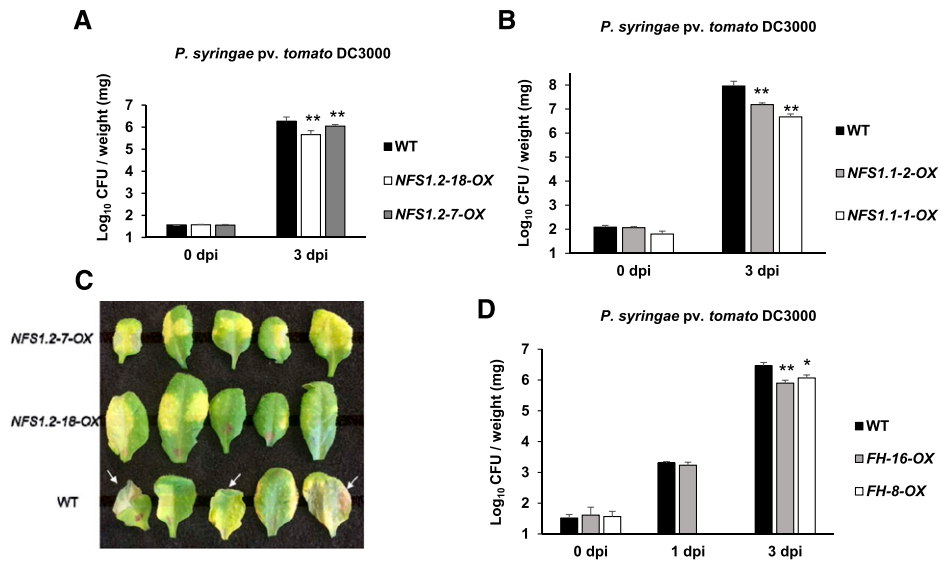 A
P. syringae pv. tomato DC3000
Log10 CFU / weight (mg)
7
6
5
4
3
2
1
** **
0 dpi 3 dpi
WT
NFS1.2-18-OX
NFS1.2-7-OX
B
P. syringae pv. tomato DC3000
Log10 CFU / weight (mg)
8
7
6
5
4
3
2
1
**
**
0 dpi 3 dpi
WT
NFS1.1-2-OX
NFS1.1-1-OX
C
NFS1.2-7-OX
NFS1.2-18-OX
WT
D
P. syringae pv. tomato DC3000
Log10 CFU / weight (mg)
7
6
5
4
3
2
1
** *
0 dpi 1 dpi 3 dpi
WT
FH-16-OX
FH-8-OX